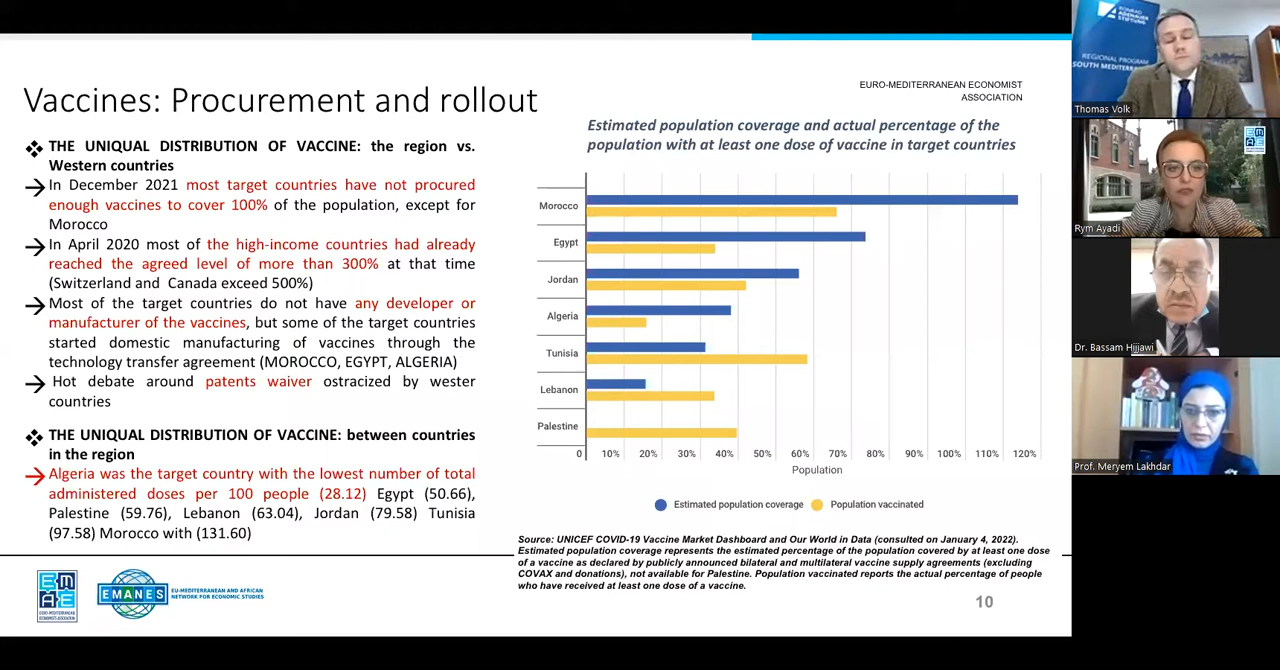 Vaccines: Procurement and rollout
EURO-MEDITERRANEAN ECONOMIST
ASSOCIATION
THE UNIQUAL DISTRIBUTION OF VACCINE: the region vs.
Western countries
In December 2021 most target countries have not procured
enough vaccines to cover 100% of the population, except for
Morocco
In April 2020 most of the high-income countries had already
reached the agreed level of more than 300% at that time
(Switzerland and Canada exceed 500%)
Most of the target countries do not have any developer or
manufacturer of the vaccines, but some of the target countries
started domestic manufacturing of vaccines through the
technology transfer agreement (MOROCCO, EGYPT, ALGERIA)
Hot debate around patents waiver ostracized by wester
countries
THE UNIQUAL DISTRIBUTION OF VACCINE: between countries
in the region
Algeria was the target country with the lowest number of total
administered doses per 100 people (28.12) Egypt (50.66),
Palestine (59.76), Lebanon (63.04), Jordan (79.58) Tunisia
(97.58) Morocco with (131.60)
Estimated population coverage and actual percentage of the
population with at least one dose of vaccine in target countries
Morocco
Egypt
Jordan
Algeria
Tunisia
Lebanon
Palestine
0 10% 20% 30% 40% 50% 60% 70% 80% 90% 100% 110% 120%
Population
Estimated population coverage Population vaccinated
Source: UNICEF COVID-19 Vaccine Market Dashboard and Our World in Data (consulted on January 4, 2022).
Estimated population coverage represents the estimated percentage of the population covered by at least one dose
of a vaccine as declared by publicly announced bilateral and multilateral vaccine supply agreements (excluding
COVAX and donations), not available for Palestine. Population vaccinated reports the actual percentage of people
who have received at least one dose of a vaccine.
10
EMANES
EU-MEDITERRANEAN AND AFRICAN
NETWORK FOR ECONOMIC STUDIES
KONRAD
ADENAUER
STIFTUNG
REGIONAL PROGRAM
SOUTH MEDITERR
Thomas Volk
Rym Ayadi
Dr. Bassam Hijjawi
Prof. Meryem Lakhdar